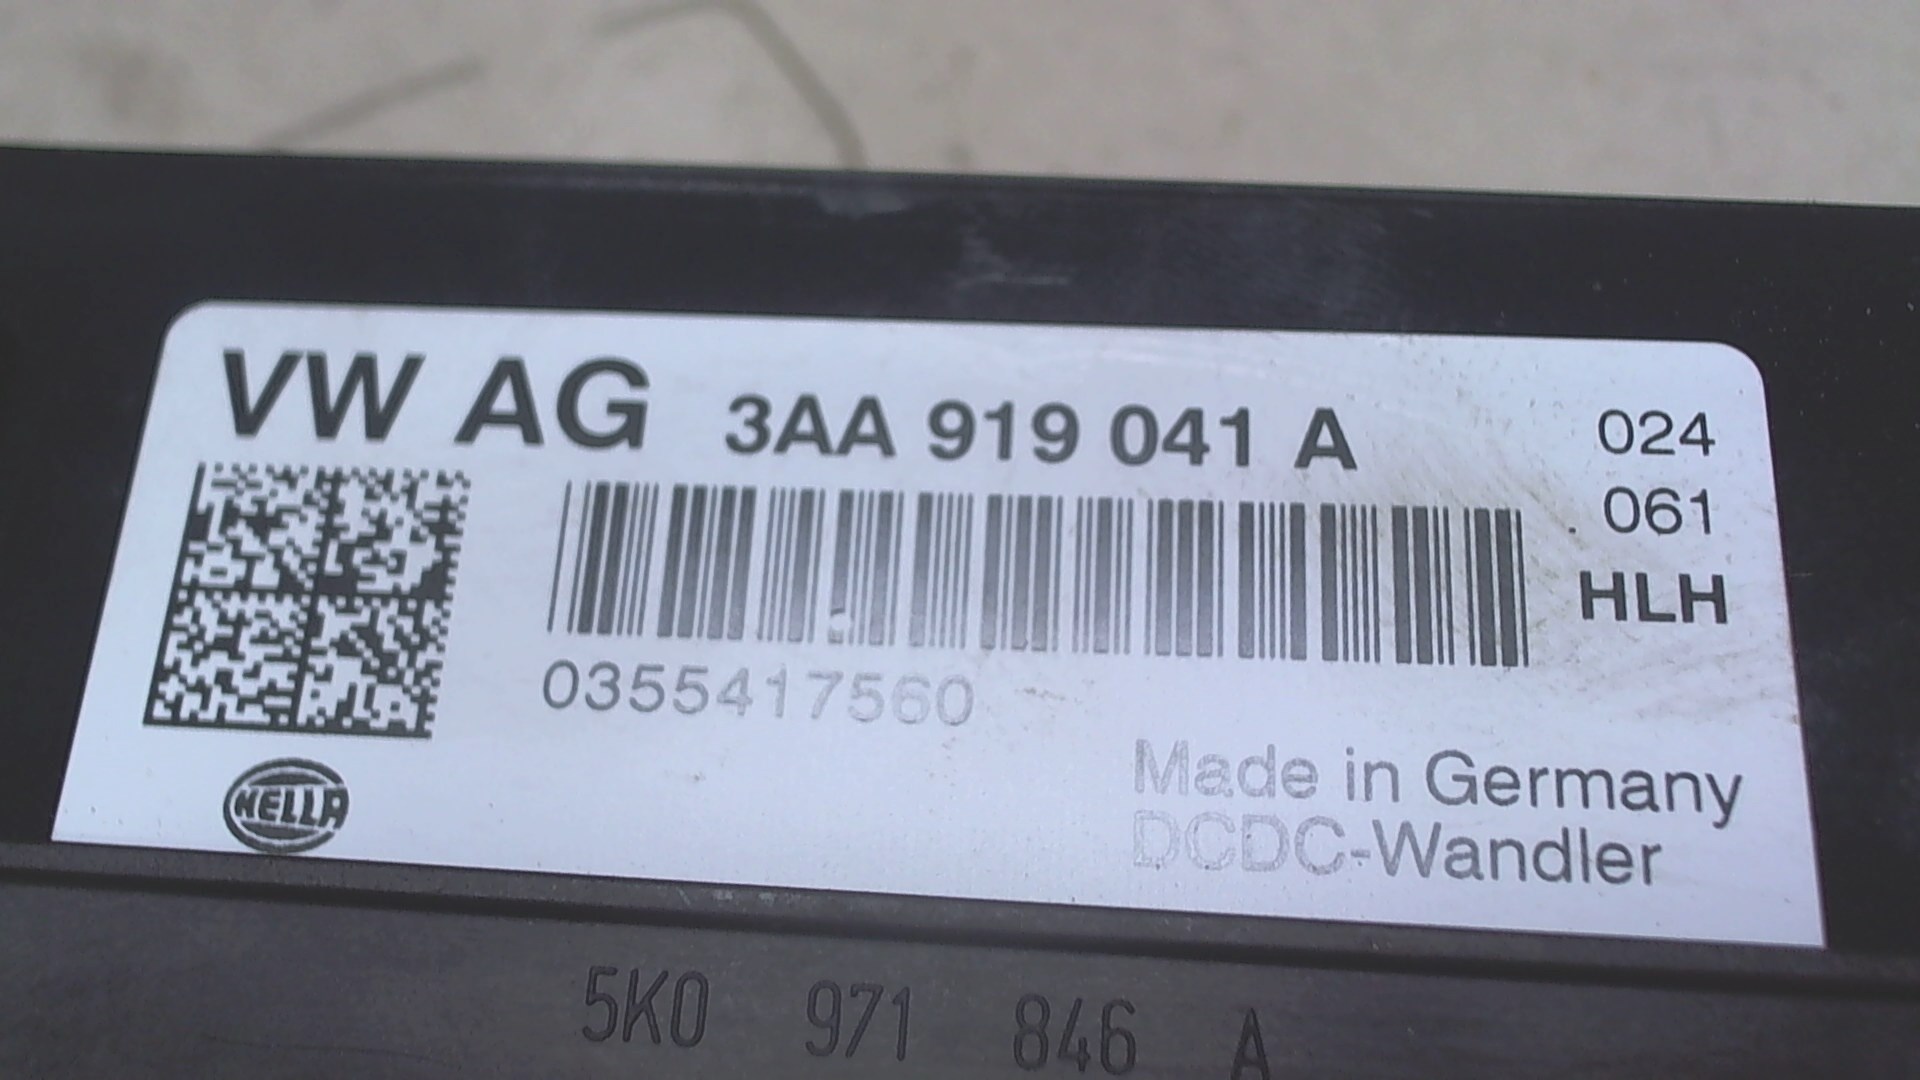 VW AG 3AA 919 041 A
024
061
HLH
0355417560
HELLA
Made in Germany
DCDC-Wandler
5K0 971 846 A